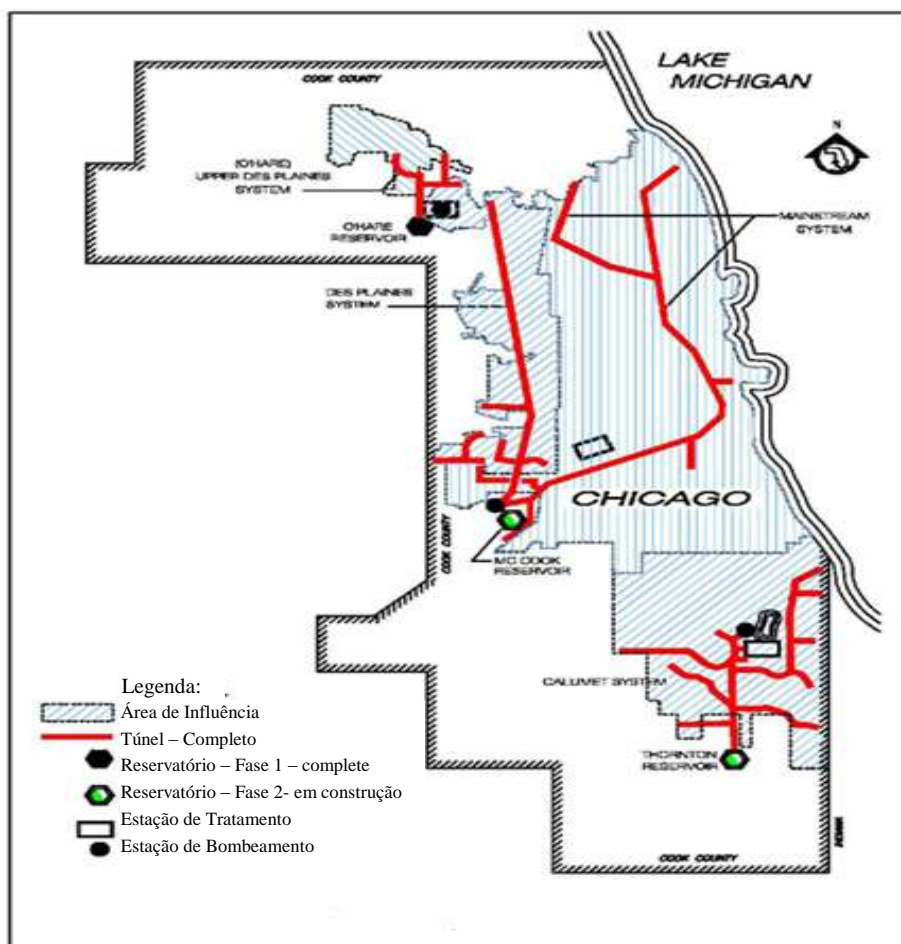 LAKE
MICHIGAN
COOK COUNTY
N
(O'HARE)
UPPER DES PLAINES
SYSTEM
O'HARE
RESERVOIR
MAINSTREAM
SYSTEM
DES PLAINES
SYSTEM
CHICAGO
COOK COUNTY
MC COOK
RESERVOIR
CALUMET SYSTEM
THORNTON
RESERVOIR
COOK COUNTY
Legenda:
Área de Influência
Túnel – Completo
Reservatório – Fase 1 – complete
Reservatório – Fase 2- em construção
Estação de Tratamento
Estação de Bombeamento